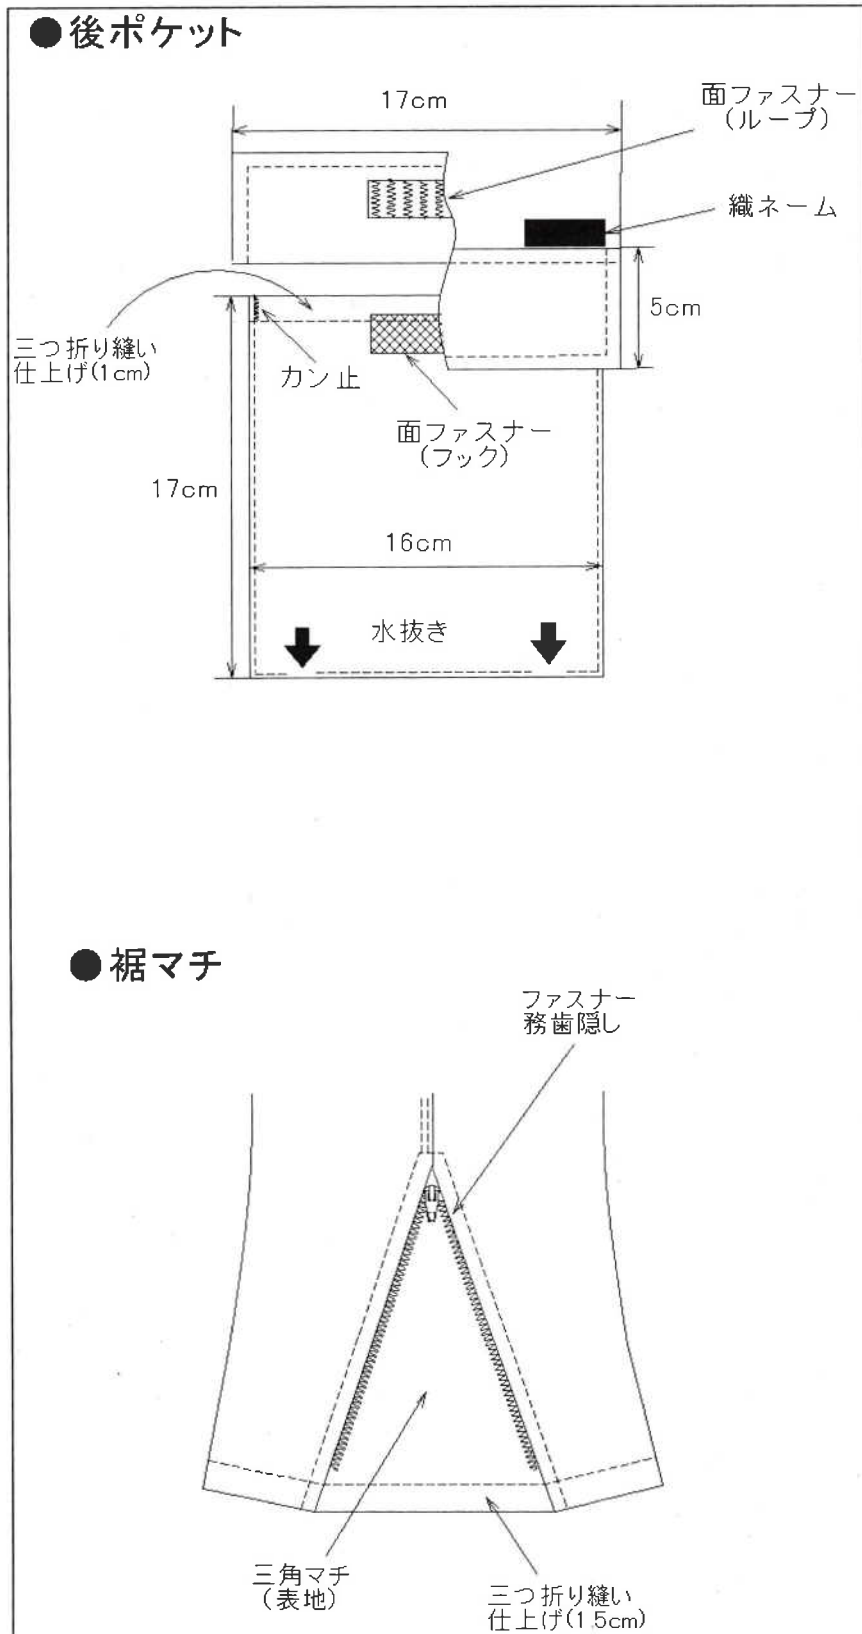 ●後ポケット
17cm
面ファスナー
(ループ)
織ネーム
5cm
三つ折り縫い
仕上げ(1cm)
カン止
面ファスナー
(フック)
17cm
16cm
水抜き
●裾マチ
ファスナー
務歯隠し
三角マチ
(表地)
三つ折り縫い
仕上げ(1.5cm)